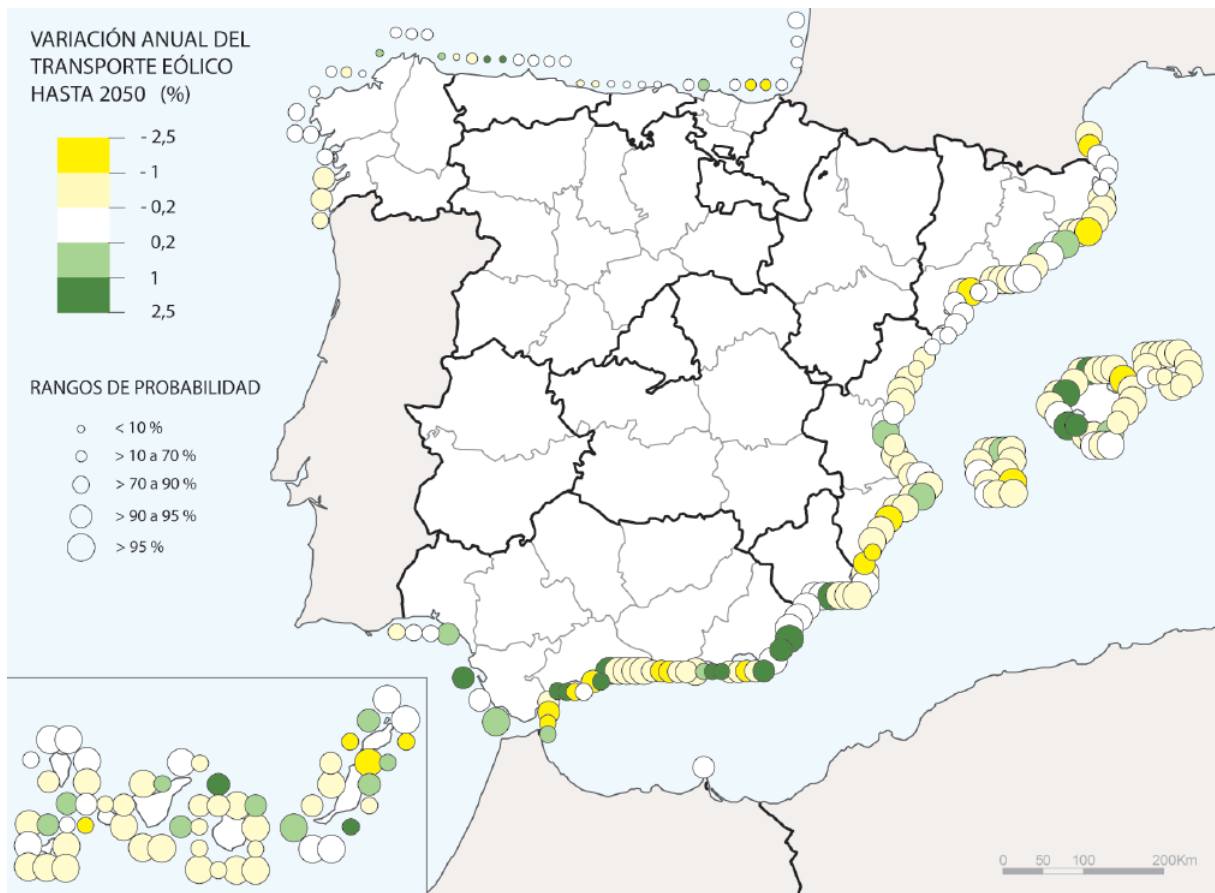 VARIACIÓN ANUAL DEL
TRANSPORTE EÓLICO
HASTA 2050 (%)
- 2,5
- 1
- 0,2
0,2
1
2,5
RANGOS DE PROBABILIDAD
< 10 %
> 10 a 70 %
> 70 a 90 %
> 90 a 95 %
> 95 %
0 50 100 200Km